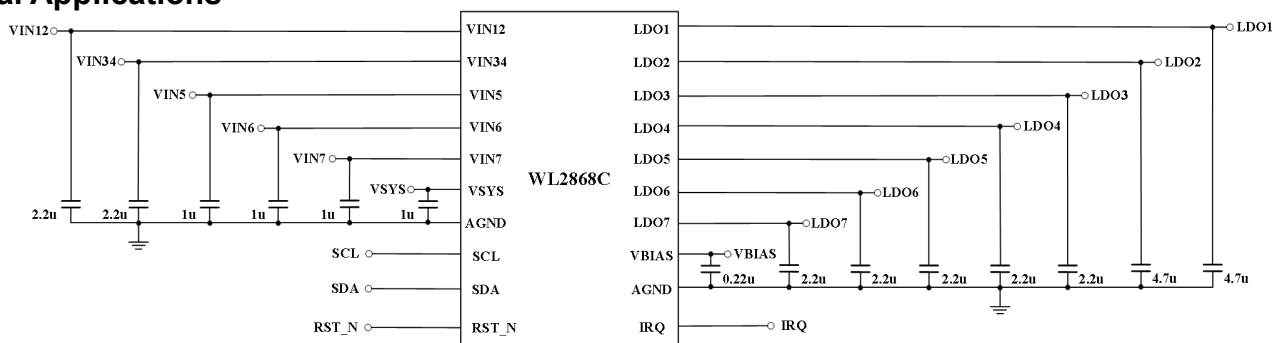 al Applications
VIN12
VIN12
LDO1
LDO1
VIN34
VIN34
LDO2
LDO2
VIN5
VIN5
LDO3
LDO3
VIN6
VIN6
LDO4
LDO4
VIN7
VIN7
LDO5
LDO5
WL2868C
VSYS
VSYS
LDO6
LDO6
2.2u
2.2u
1u
1u
1u
1u
AGND
LDO7
LDO7
SCL
SCL
VBIAS
VBIAS
0.22u
2.2u
2.2u
2.2u
2.2u
2.2u
4.7u
4.7u
SDA
SDA
AGND
RST_N
RST_N
IRQ
IRQ